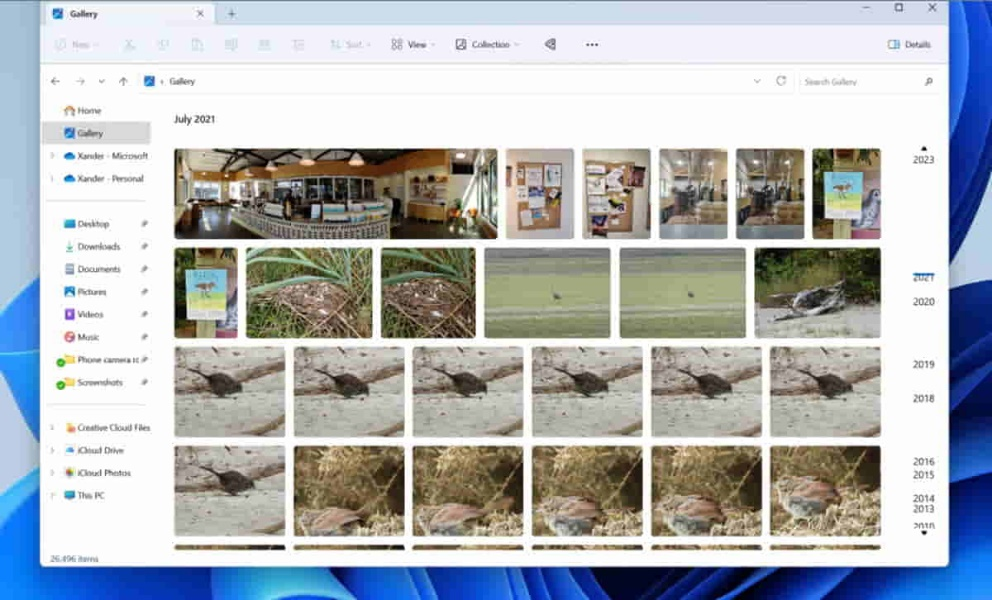 Gallery
New
Sort
View
Collection
Details
Gallery
Search Gallery
Home
Gallery
Xander - Microsoft
Xander - Personal
Desktop
Downloads
Documents
Pictures
Videos
Music
Phone camera
Screenshots
Creative Cloud Files
iCloud Drive
iCloud Photos
This PC
26,496 items
July 2021
2023
2021
2020
2019
2018
2016
2015
2014
2013
2010